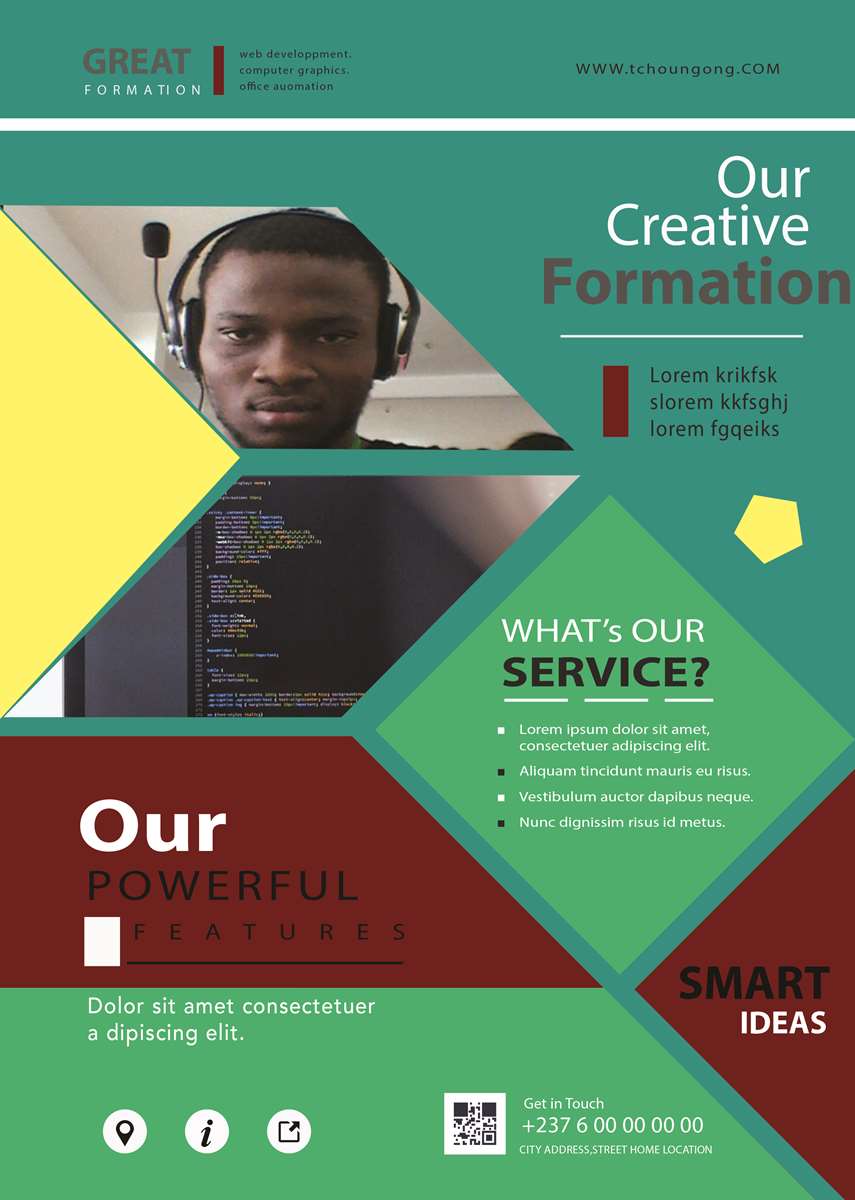 GREAT
FORMATION
web developpment.
computer graphics.
office auomation
WWW.tchoungong.COM
Our
Creative
Formation
Lorem krikfsk
slorem kkfsghj
lorem fgqeiks
WHAT's OUR
SERVICE?
Lorem ipsum dolor sit amet,
consectetuer adipiscing elit.
Aliquam tincidunt mauris eu risus.
Vestibulum auctor dapibus neque.
Nunc dignissim risus id metus.
Our
POWERFUL
FEATURES
Dolor sit amet consectetuer
a dipiscing elit.
SMART
IDEAS
Get in Touch
+237 6 00 00 00 00
CITY ADDRESS,STREET HOME LOCATION